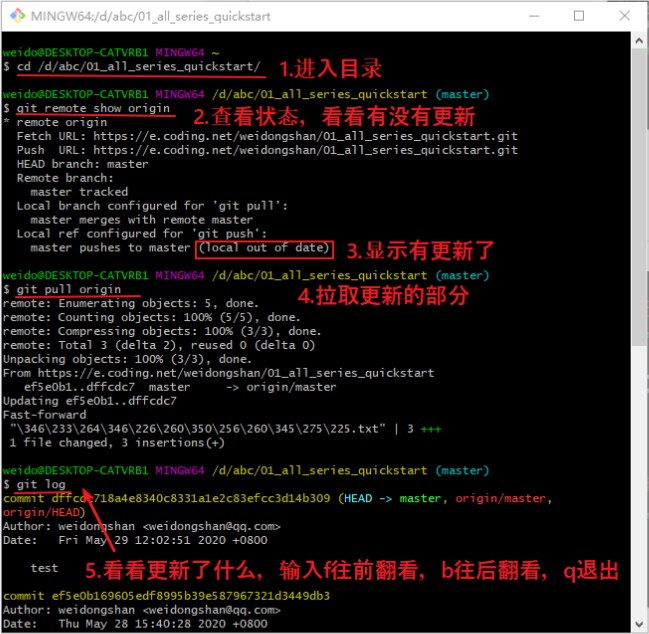 MINGW64:/d/abc/01_all_series_quickstart
weido@DESKTOP-CATVRB1 MINGW64 ~
$ cd /d/abc/01_all_series_quickstart/
1.进入目录
weido@DESKTOP-CATVRB1 MINGW64 /d/abc/01_all_series_quickstart (master)
$ git remote show origin
2.查看状态，看看有没有更新
* remote origin
Fetch URL: https://e.coding.net/weidongshan/01_all_series_quickstart.git
Push  URL: https://e.coding.net/weidongshan/01_all_series_quickstart.git
HEAD branch: master
Remote branch:
master tracked
Local branch configured for 'git pull':
master merges with remote master
Local ref configured for 'git push':
master pushes to master (local out of date)
3.显示有更新了
weido@DESKTOP-CATVRB1 MINGW64 /d/abc/01_all_series_quickstart (master)
$ git pull origin
4.拉取更新的部分
remote: Enumerating objects: 5, done.
remote: Counting objects: 100% (5/5), done.
remote: Compressing objects: 100% (3/3), done.
remote: Total 3 (delta 2), reused 0 (delta 0)
Unpacking objects: 100% (3/3), done.
From https://e.coding.net/weidongshan/01_all_series_quickstart
ef5e0b1..dffcdc7  master     -> origin/master
Updating ef5e0b1..dffcdc7
Fast-forward
"\346\233\264\346\226\260\350\256\260\345\275\225.txt" | 3 +++
1 file changed, 3 insertions(+)
weido@DESKTOP-CATVRB1 MINGW64 /d/abc/01_all_series_quickstart (master)
$ git log
commit dffcdc718a4e8340c8331a1e2c83efcc3d14b309 (HEAD -> master, origin/master,
origin/HEAD)
Author: weidongshan <weidongshan@qq.com>
Date:   Fri May 29 12:02:51 2020 +0800
test
5.看看更新了什么，输入f往前翻看，b往后翻看，q退出
commit ef5e0b169605edf8995b39e587967321d3449db3
Author: weidongshan <weidongshan@qq.com>
Date:   Thu May 28 15:40:28 2020 +0800